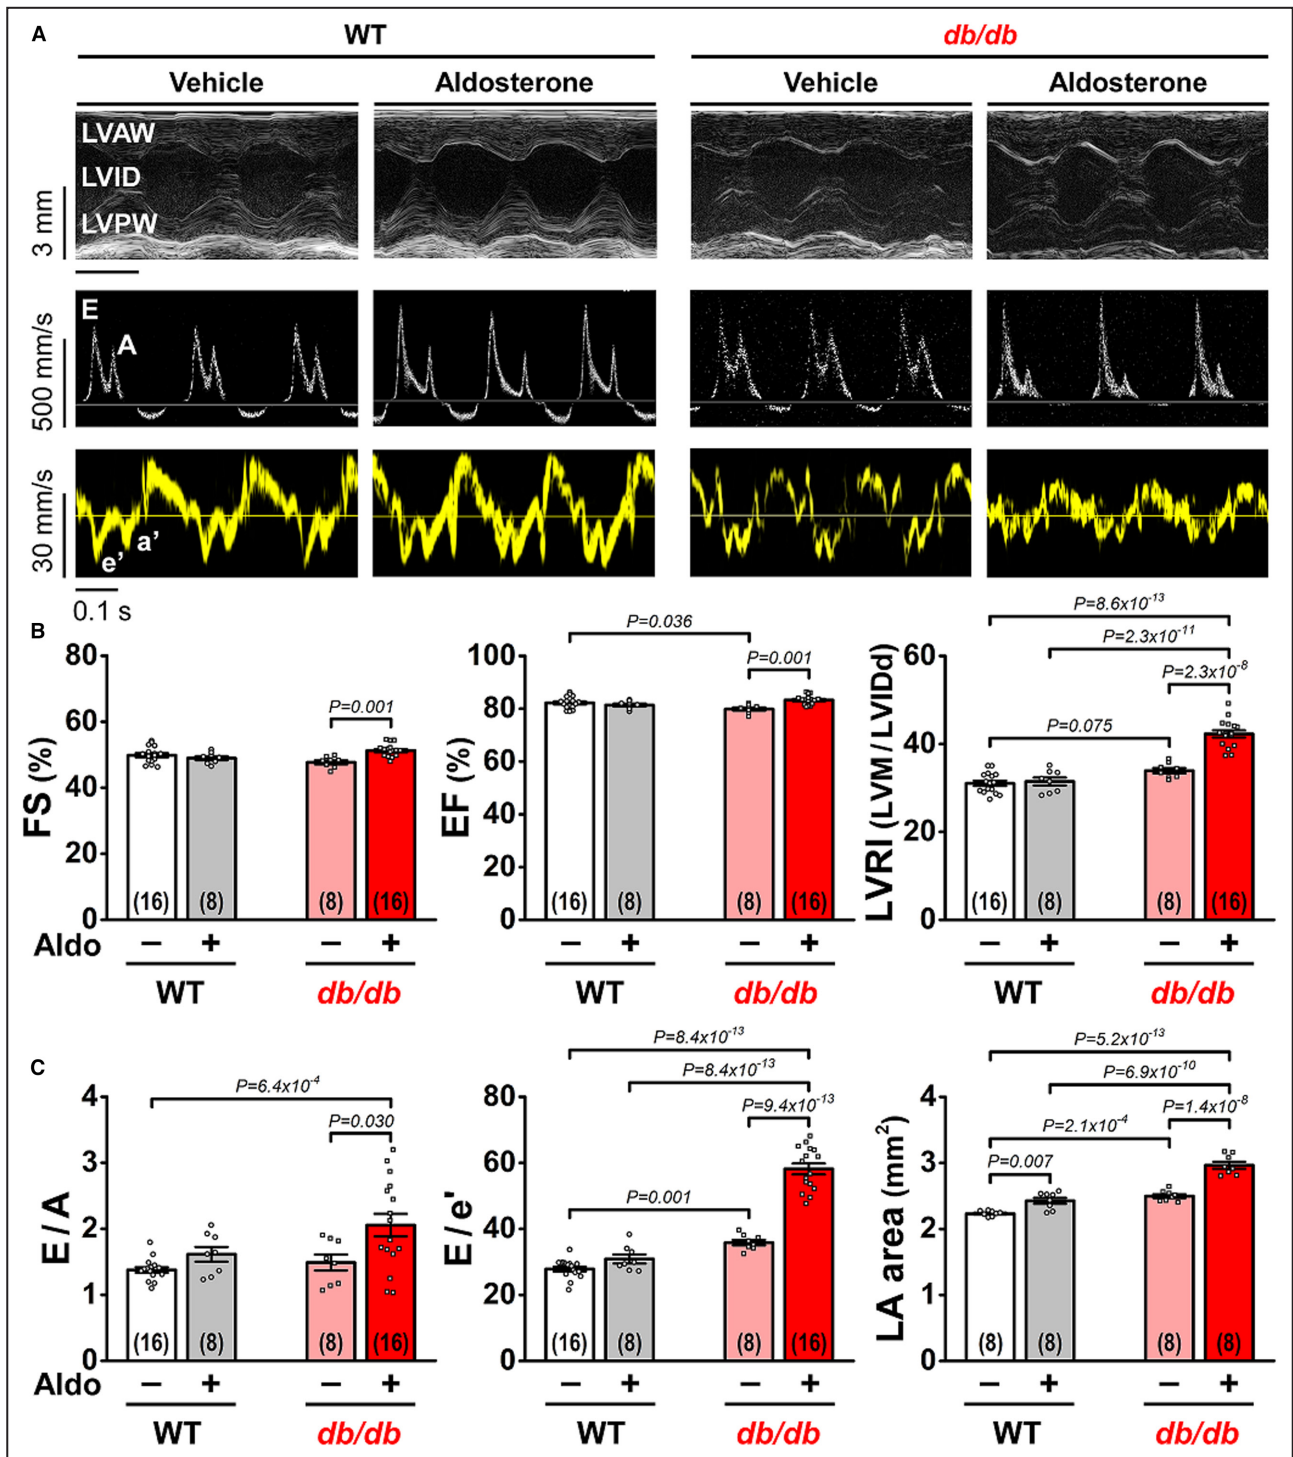 A
WT
db/db
Vehicle
Aldosterone
Vehicle
Aldosterone
LVAW
LVID
LVPW
3 mm
E
A
500 mm/s
e’
a’
30 mm/s
0.1 s
B
P=0.001
80
60
40
20
0
FS (%)
(16)
(8)
(8)
(16)
Aldo
–
+
–
+
WT
db/db
P=0.036
P=0.001
100
80
60
40
20
0
EF (%)
(16)
(8)
(8)
(16)
–
+
–
+
WT
db/db
P=8.6x10-13
P=2.3x10-11
P=2.3x10-8
P=0.075
60
40
20
0
LVRI (LVM / LVIDd)
(16)
(8)
(8)
(16)
–
+
–
+
WT
db/db
C
P=6.4x10-4
P=0.030
4
3
2
1
0
E / A
(16)
(8)
(8)
(16)
Aldo
–
+
–
+
WT
db/db
P=8.4x10-13
P=8.4x10-13
P=9.4x10-13
P=0.001
80
60
40
20
0
E / e'
(16)
(8)
(8)
(16)
–
+
–
+
WT
db/db
P=5.2x10-13
P=6.9x10-10
P=1.4x10-8
P=2.1x10-4
P=0.007
4
3
2
1
0
LA area (mm2)
(8)
(8)
(8)
(8)
–
+
–
+
WT
db/db